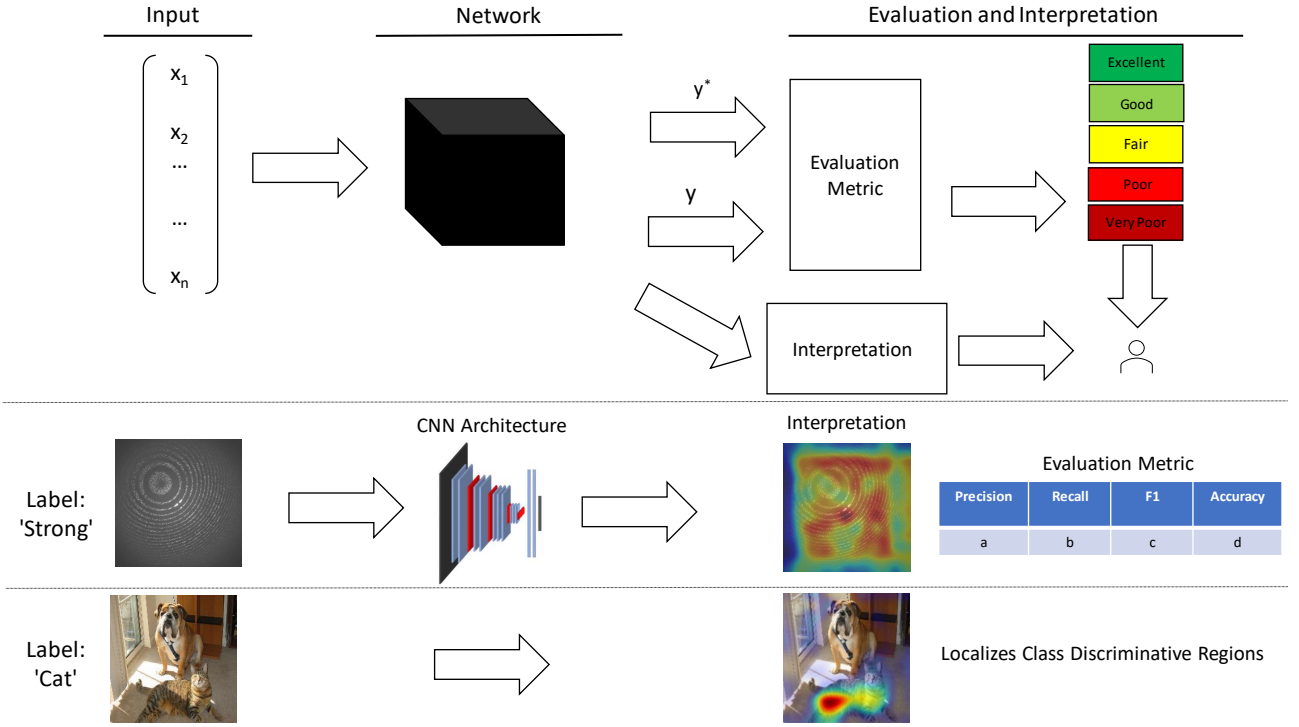 Input
Network
Evaluation and Interpretation
x1
x2
...
...
xn
y*
y
Evaluation
Metric
Excellent
Good
Fair
Poor
Very Poor
Interpretation
CNN Architecture
Interpretation
Label:
'Strong'
Evaluation Metric
Precision Recall F1 Accuracy
a b c d
Label:
'Cat'
Localizes Class Discriminative Regions